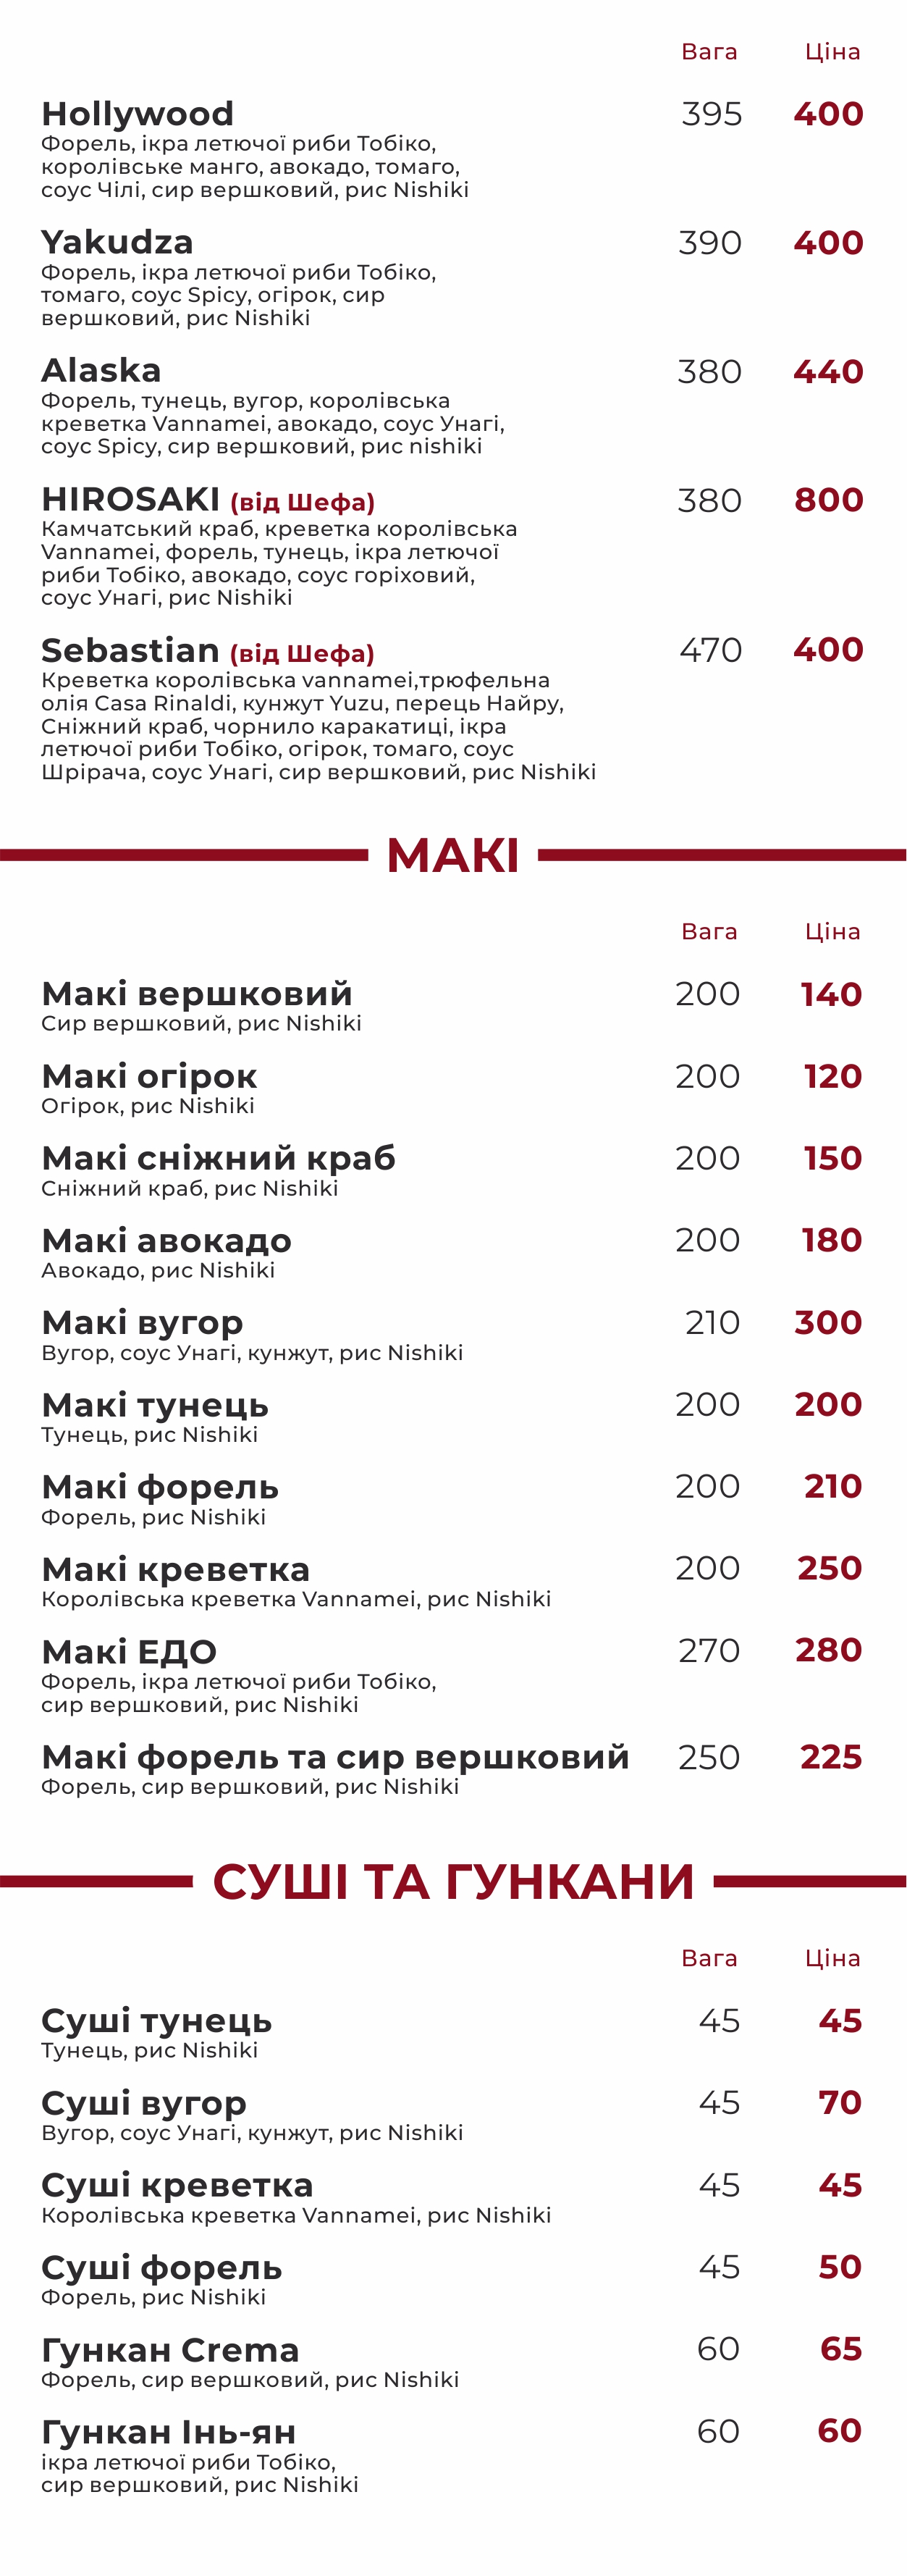 Вага Ціна
Hollywood 395 400
Форель, ікра летючої риби Тобіко,
королівське манго, авокадо, томаго,
соус Чілі, сир вершковий, рис Nishiki
Yakudza 390 400
Форель, ікра летючої риби Тобіко,
томаго, соус Spicy, огірок, сир
вершковий, рис Nishiki
Alaska 380 440
Форель, тунець, вугор, королівська
креветка Vannamei, авокадо, соус Унагі,
соус Spicy, сир вершковий, рис nishiki
HIROSAKI (від Шефа) 380 800
Камчатський краб, креветка королівська
Vannamei, форель, тунець, ікра летючої
риби Тобіко, авокадо, соус горіховий,
соус Унагі, рис Nishiki
Sebastian (від Шефа) 470 400
Креветка королівська vannamei,трюфельна
олія Casa Rinaldi, кунжут Yuzu, перець Найру,
Сніжний краб, чорнило каракатиці, ікра
летючої риби Тобіко, огірок, томаго, соус
Шрірача, соус Унагі, сир вершковий, рис Nishiki
МАКІ
Вага Ціна
Макі вершковий 200 140
Сир вершковий, рис Nishiki
Макі огірок 200 120
Огірок, рис Nishiki
Макі сніжний краб 200 150
Сніжний краб, рис Nishiki
Макі авокадо 200 180
Авокадо, рис Nishiki
Макі вугор 210 300
Вугор, соус Унагі, кунжут, рис Nishiki
Макі тунець 200 200
Тунець, рис Nishiki
Макі форель 200 210
Форель, рис Nishiki
Макі креветка 200 250
Королівська креветка Vannamei, рис Nishiki
Макі ЕДО 270 280
Форель, ікра летючої риби Тобіко,
сир вершковий, рис Nishiki
Макі форель та сир вершковий 250 225
Форель, сир вершковий, рис Nishiki
СУШІ ТА ГУНКАНИ
Вага Ціна
Суші тунець 45 45
Тунець, рис Nishiki
Суші вугор 45 70
Вугор, соус Унагі, кунжут, рис Nishiki
Суші креветка 45 45
Королівська креветка Vannamei, рис Nishiki
Суші форель 45 50
Форель, рис Nishiki
Гункан Crema 60 65
Форель, сир вершковий, рис Nishiki
Гункан Інь-ян 60 60
ікра летючої риби Тобіко,
сир вершковий, рис Nishiki